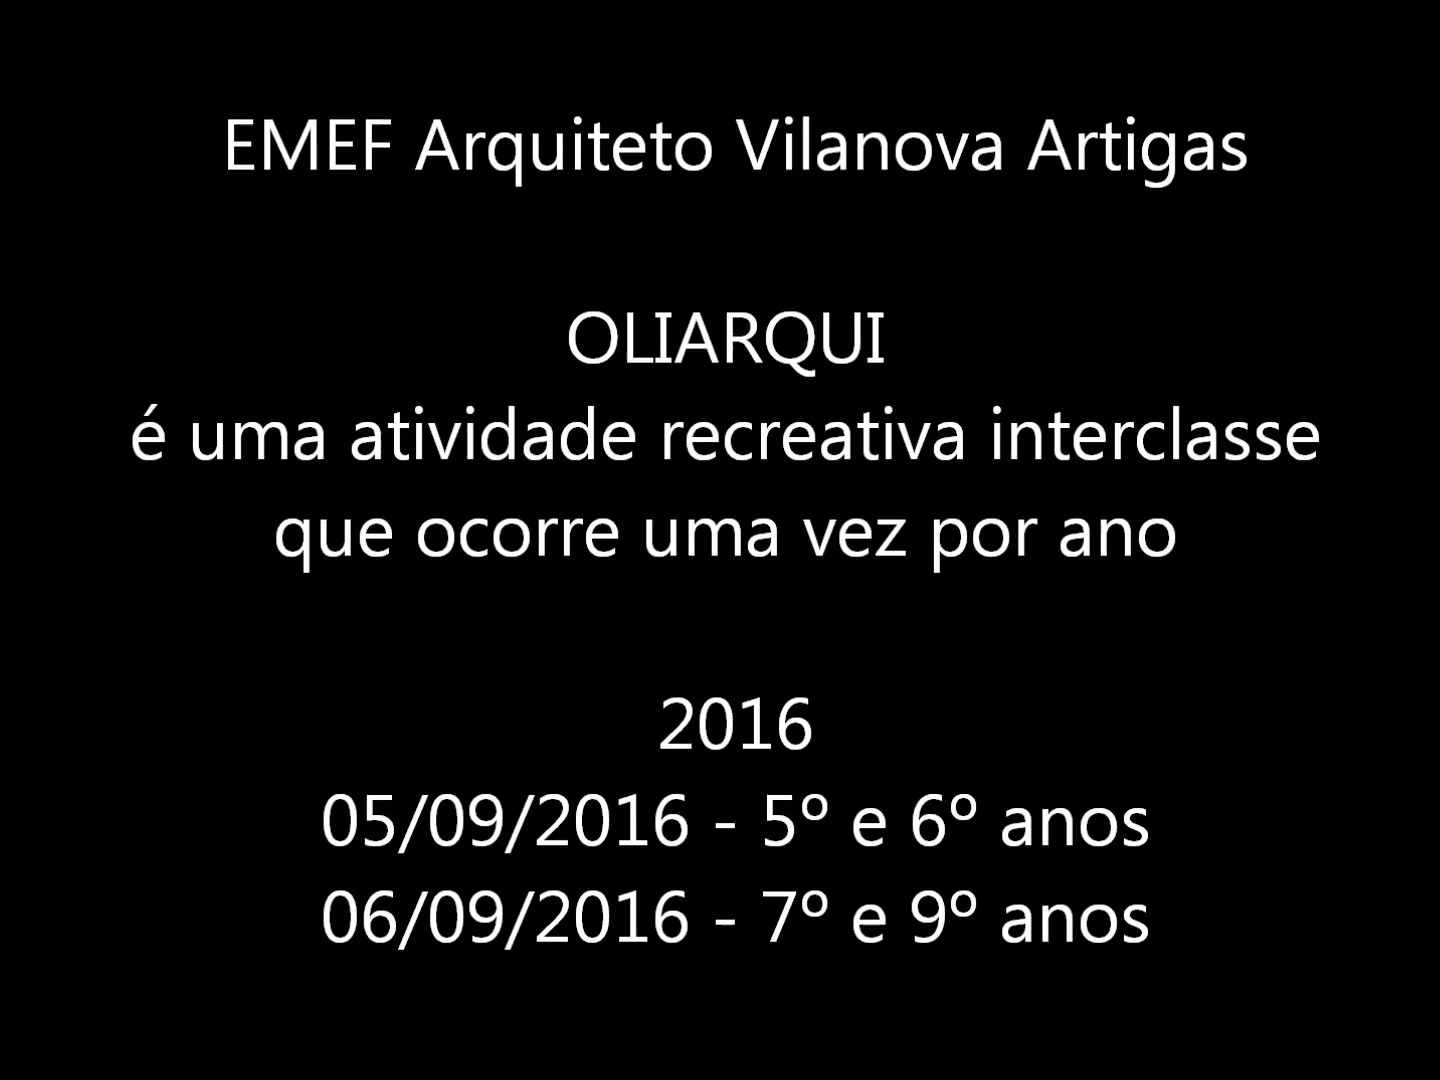 EMEF Arquiteto Vilanova Artigas
OLIARQUI
é uma atividade recreativa interclasse
que ocorre uma vez por ano
2016
05/09/2016 - 5º e 6º anos
06/09/2016 - 7º e 9º anos